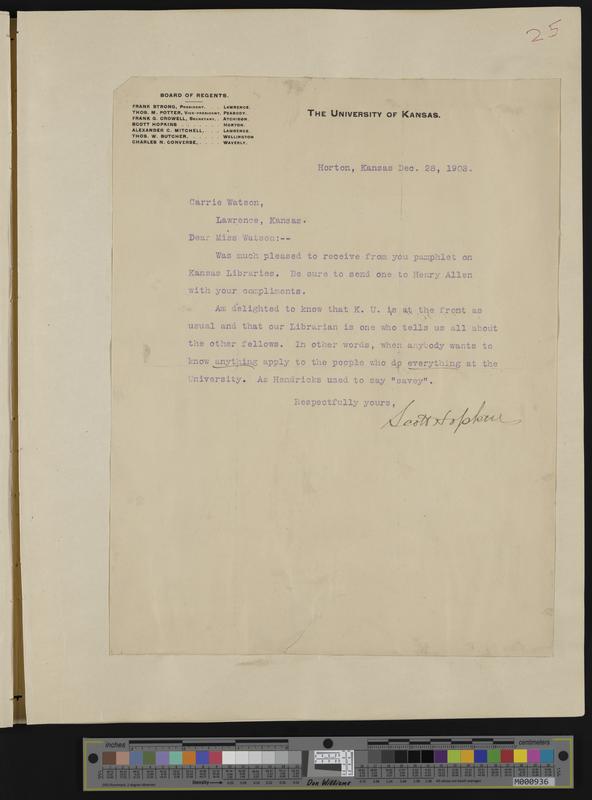 25
BOARD OF REGENTS.
FRANK STRONG, PRESIDENT. . . . LAWRENCE.
THOS. M. POTTER, VICE-PRESIDENT, PEABODY.
FRANK G. CROWELL, SECRETARY. . ATCHISON.
SCOTT HOPKINS . . . . . HORTON.
ALEXANDER C. MITCHELL, . . . . LAWRENCE.
THOS. W. BUTCHER, . . . . . WELLINGTON
CHARLES N. CONVERSE, . . . . WAVERLY.
THE UNIVERSITY OF KANSAS.
Horton, Kansas Dec. 28, 1903.
Carrie Watson,
Lawrence, Kansas.
Dear Miss Watson:--
Was much pleased to receive from you pamphlet on
Kansas Libraries. Be sure to send one to Henry Allen
with your compliments.
Am delighted to know that K. U. is at the front as
usual and that our Librarian is one who tells us all about
the other fellows. In other words, when anybody wants to
know anything apply to the people who do everything at the
University. As Hendricks used to say "savey".
Respectfully yours,
Scott Hopkins
inches
centimeters
Density
Don Williams
M000936